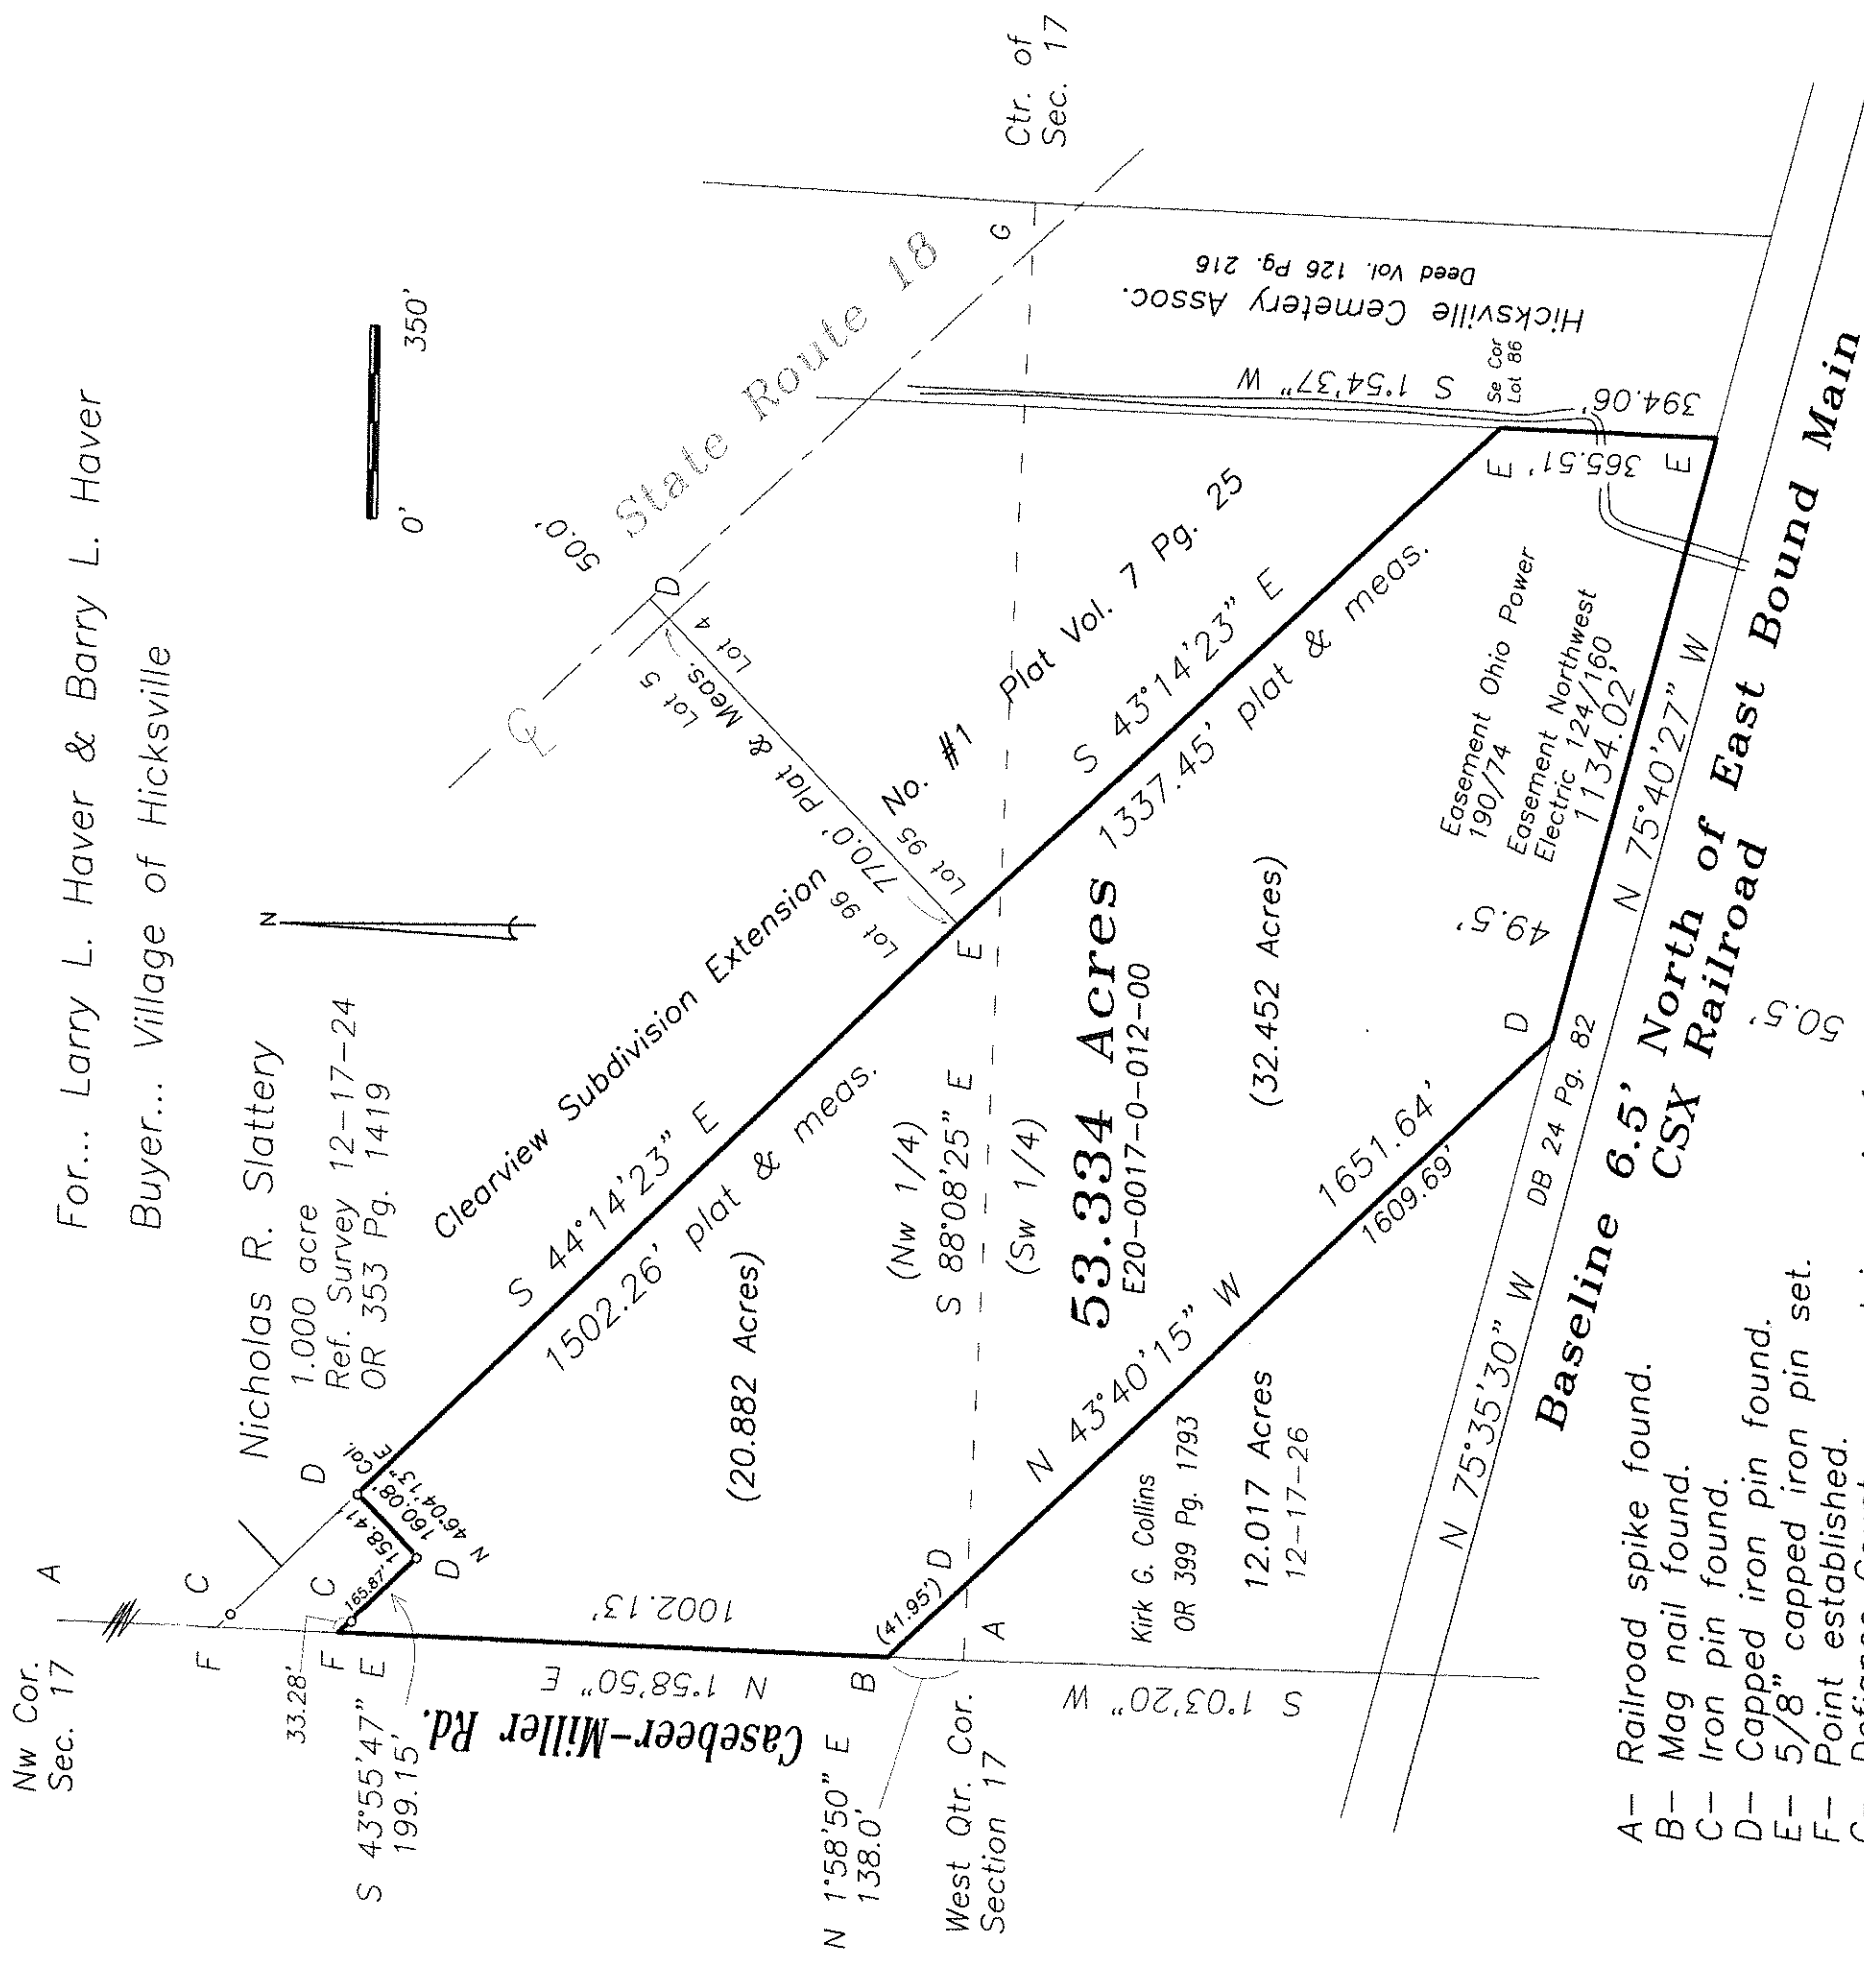 For... Larry L. Haver & Barry L. Haver
Buyer... Village of Hicksville
0'
350'
N
Nw Cor.
Sec. 17
A
Nicholas R. Slattery
1.000 acre
Ref. Survey 12-17-24
OR 353 Pg. 1419
F
C
D
33.28'
F
C
165.87'
158.41'
160.08' Cal.
N 46°04'13" E
D
S 43°55'47" E
199.15'
Casebeer-Miller Rd.
N 1°58'50" E
1002.13'
N 1°58'50" E
138.0'
B
(41.95')
D
A
West Qtr. Cor.
Section 17
S 1°03'20" W
Clearview Subdivision Extension
No. #1
Plat Vol. 7 Pg. 25
S 44°14'23" E
1502.26' plat & meas.
(20.882 Acres)
Lot 96
Lot 95
770.0' Plat & Meas.
Lot 5
Lot 4
D
50.0'
State Route 18
CL
G
Ctr. of
Sec. 17
E
(Nw 1/4)
S 88°08'25" E
(Sw 1/4)
53.334 Acres
E20-0017-0-012-00
(32.452 Acres)
S 43°14'23" E
1337.45' plat & meas.
Hicksville Cemetery Assoc.
Deed Vol. 126 Pg. 216
S 1°54'37" W
Se Cor
Lot 86
394.06'
365.51'
E
E
Easement Ohio Power
190/74
Easement Northwest
Electric 124/160
1134.02'
N 75°40'27" W
49.5'
D
N 43°40'15" W
1651.64'
1609.69'
Kirk G. Collins
OR 399 Pg. 1793
12.017 Acres
12-17-26
N 75°35'30" W
DB 24 Pg. 82
Baseline 6.5' North of East Bound Main
CSX Railroad
50.5'
A- Railroad spike found.
B- Mag nail found.
C- Iron pin found.
D- Capped iron pin found.
E- 5/8" capped iron pin set.
F- Point established.